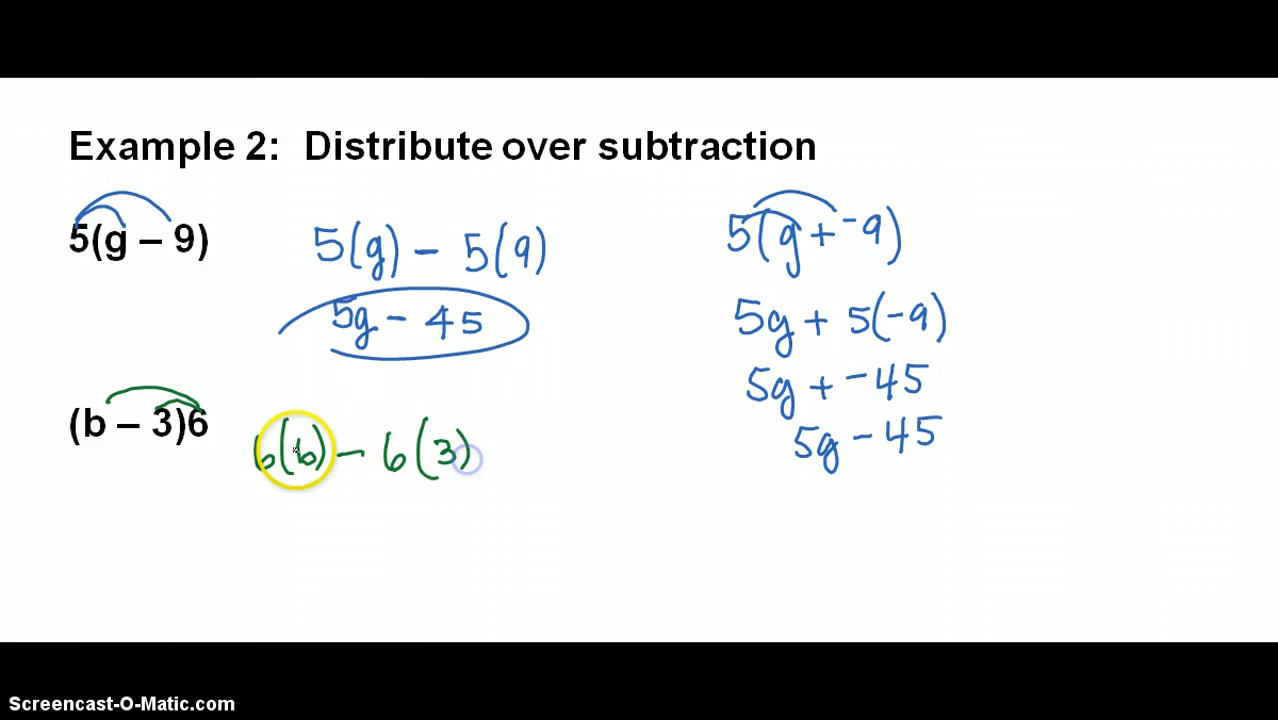 Example 2: Distribute over subtraction
5(g – 9)
5(g) - 5(9)
5g - 45
5(g + -9)
5g + 5(-9)
5g + -45
5g - 45
(b – 3)6
6(b) - 6(3)
Screencast-O-Matic.com